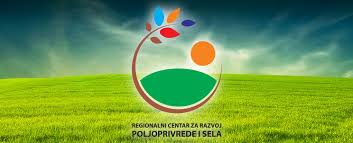 REGIONALNI CENTAR ZA RAZVOJ
POLJOPRIVREDE I SELA